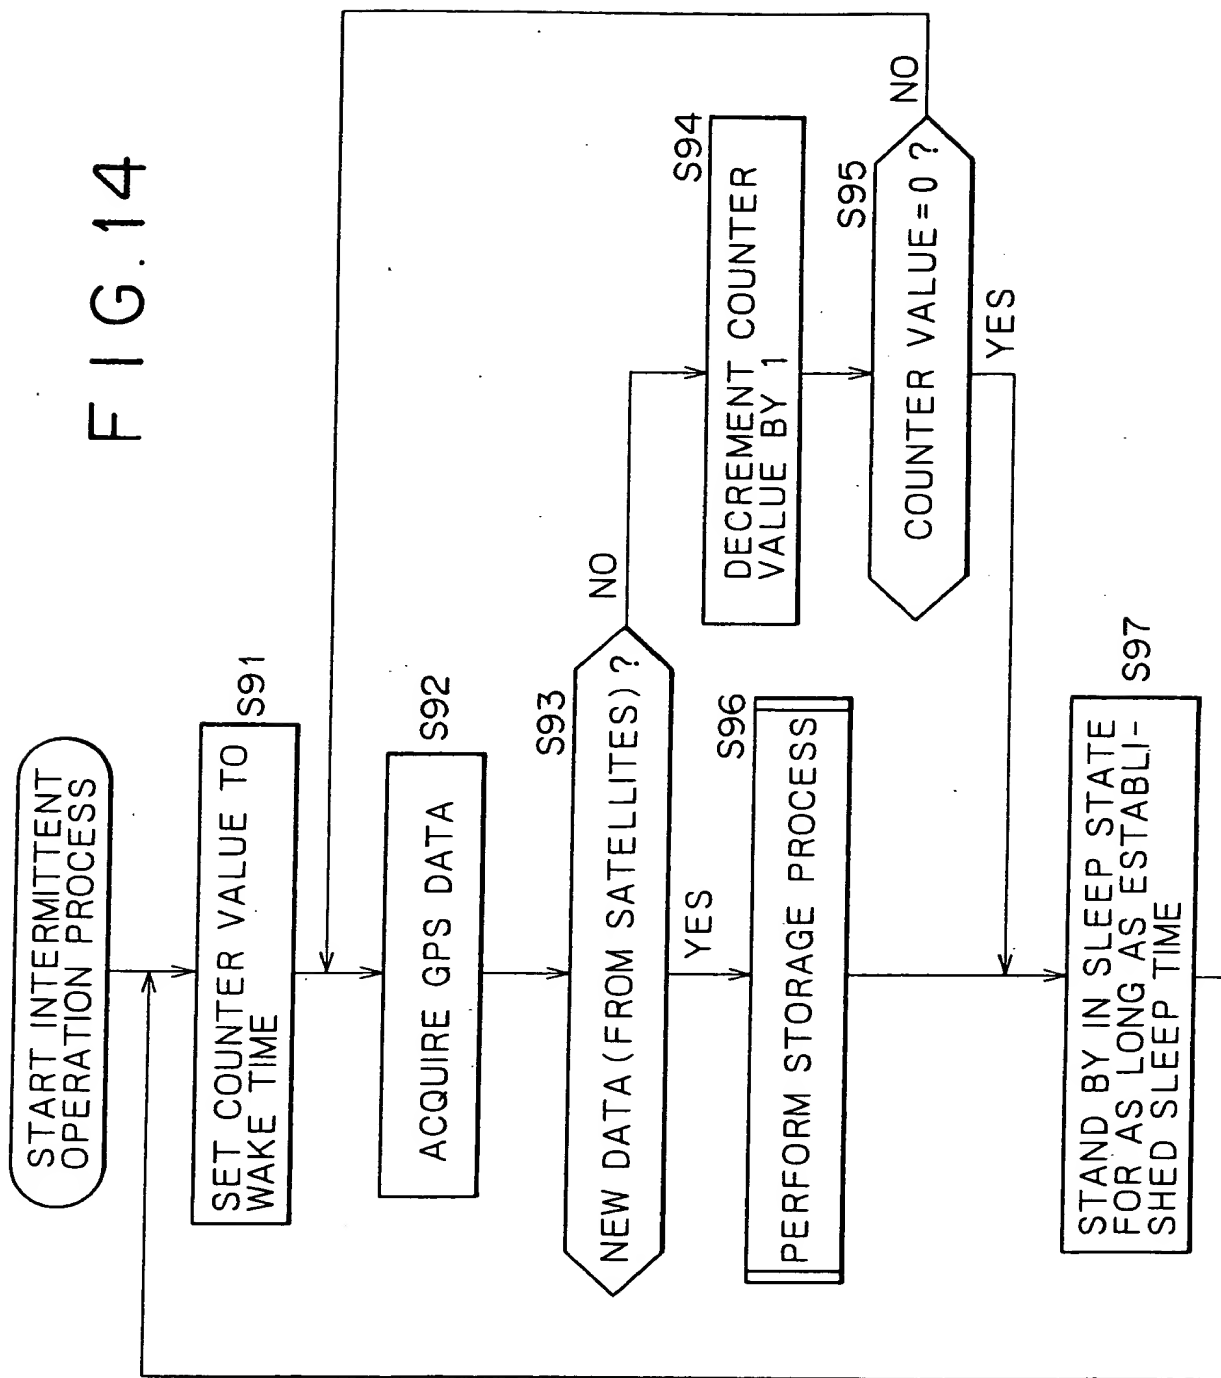 FIG.14
START INTERMITTENT
OPERATION PROCESS
SET COUNTER VALUE TO
WAKE TIME
S91
ACQUIRE GPS DATA
S92
S93
NEW DATA (FROM SATELLITES) ?
NO
YES
S94
DECREMENT COUNTER
VALUE BY 1
S95
COUNTER VALUE=0 ?
NO
YES
S96
PERFORM STORAGE PROCESS
STAND BY IN SLEEP STATE
FOR AS LONG AS ESTABLI-
SHED SLEEP TIME
S97